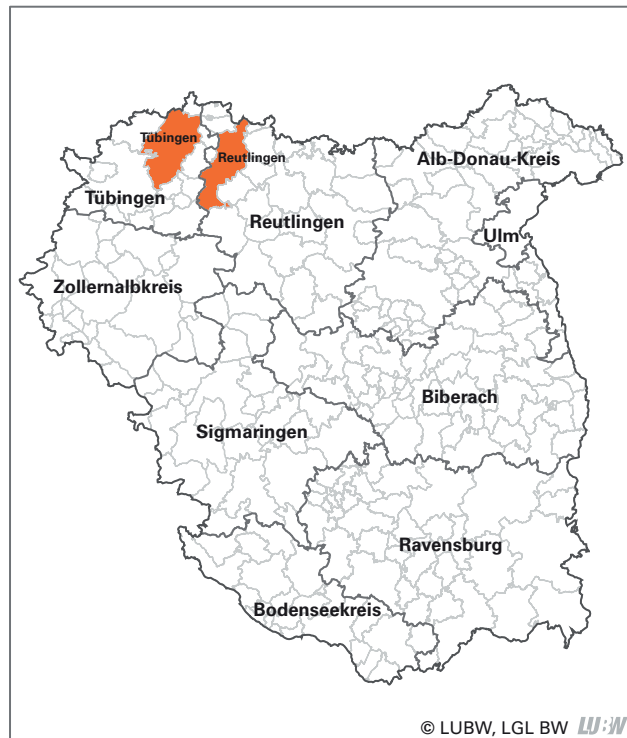 Tübingen
Reutlingen
Alb-Donau-Kreis
Tübingen
Reutlingen
Ulm
Zollernalbkreis
Biberach
Sigmaringen
Ravensburg
Bodenseekreis
© LUBW, LGL BW LUBW